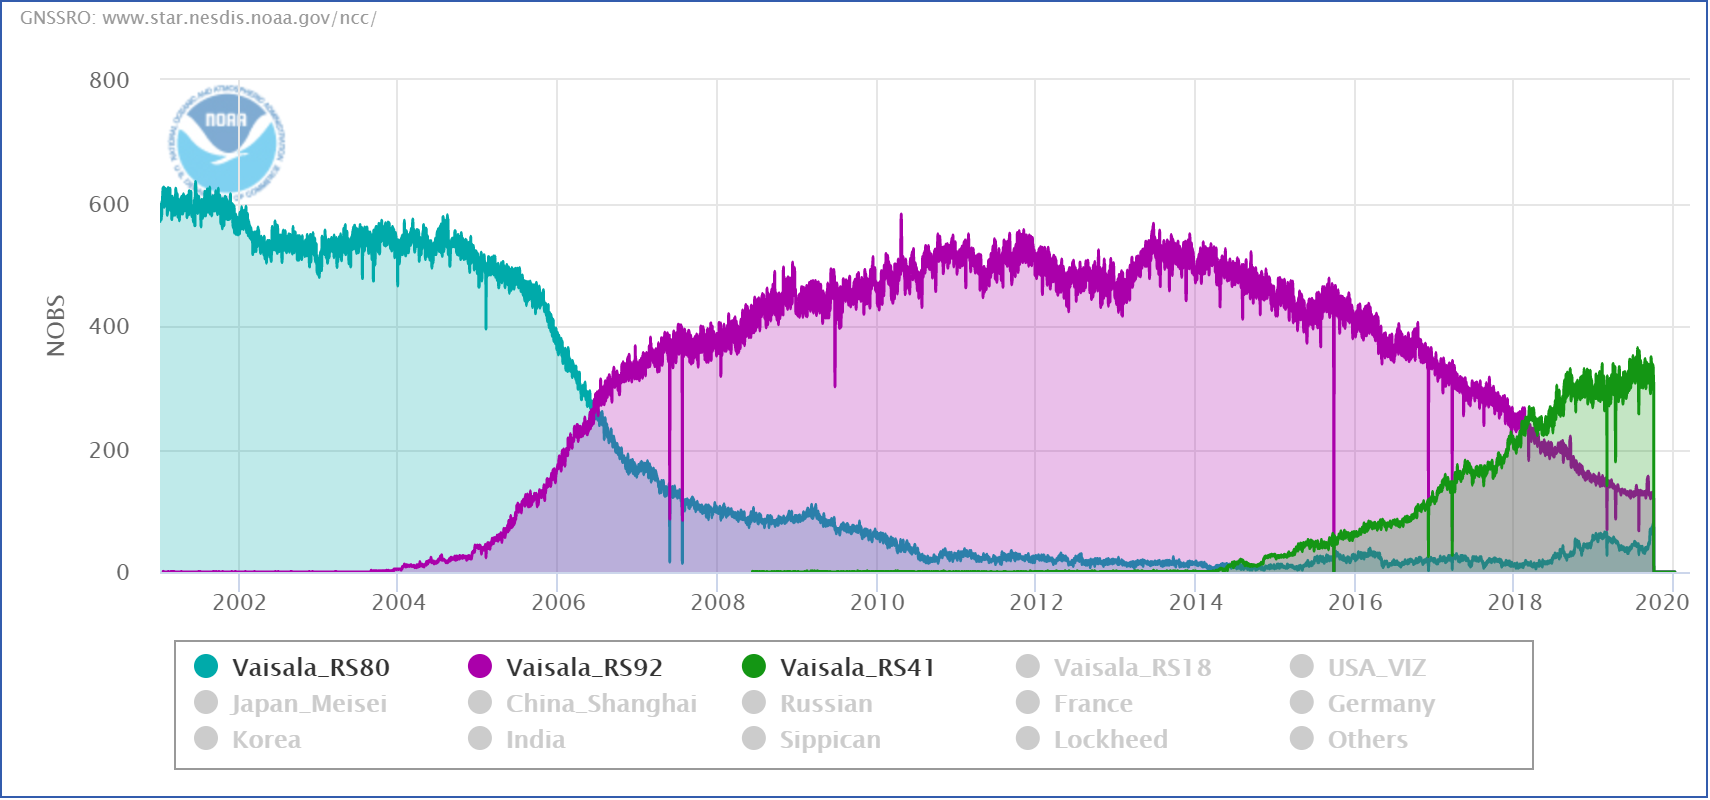 GNSSRO: www.star.nesdis.noaa.gov/ncc/
800
NOAA
600
400
200
0
NOBS
2002 2004 2006 2008 2010 2012 2014 2016 2018 2020
Vaisala_RS80 Vaisala_RS92 Vaisala_RS41 Vaisala_RS18 USA_VIZ
Japan_Meisei China_Shanghai Russian France Germany
Korea India Sippican Lockheed Others